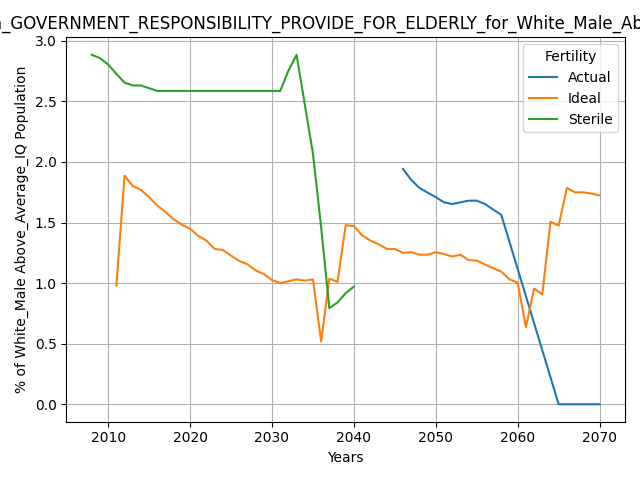 _GOVERNMENT_RESPONSIBILITY_PROVIDE_FOR_ELDERLY_for_White_Male_Abo
% of White_Male Above_Average_IQ Population
3.0
2.5
2.0
1.5
1.0
0.5
0.0
Fertility
Actual
Ideal
Sterile
2010 2020 2030 2040 2050 2060 2070
Years